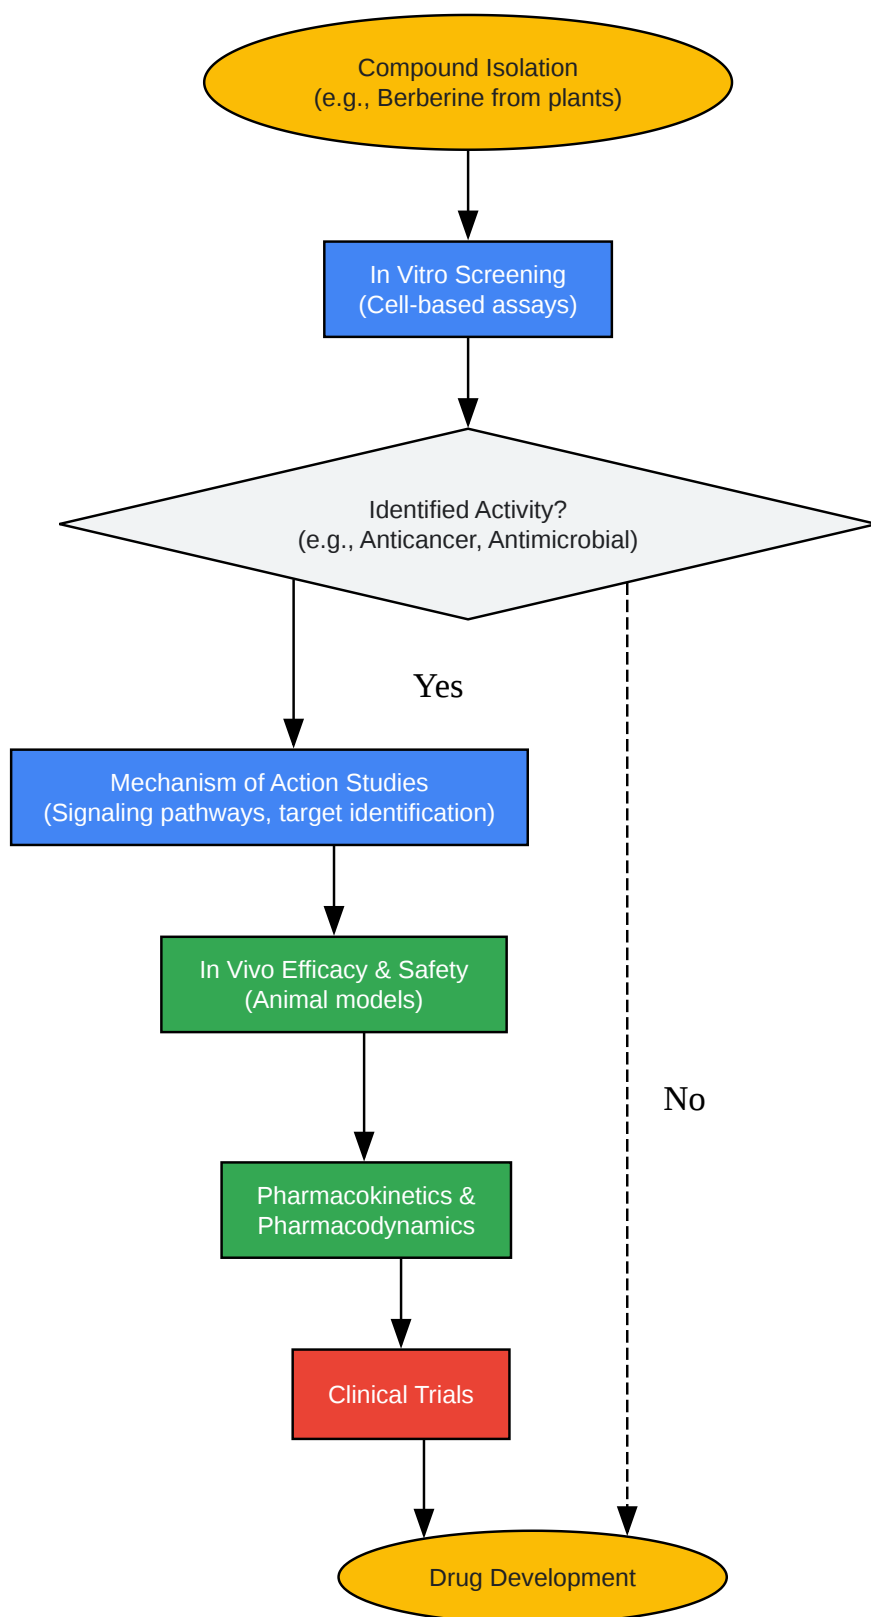 Compound Isolation
(e.g., Berberine from plants)
In Vitro Screening
(Cell-based assays)
Identified Activity?
(e.g., Anticancer, Antimicrobial)
Yes
Mechanism of Action Studies
(Signaling pathways, target identification)
In Vivo Efficacy & Safety
(Animal models)
No
Pharmacokinetics &
Pharmacodynamics
Clinical Trials
Drug Development